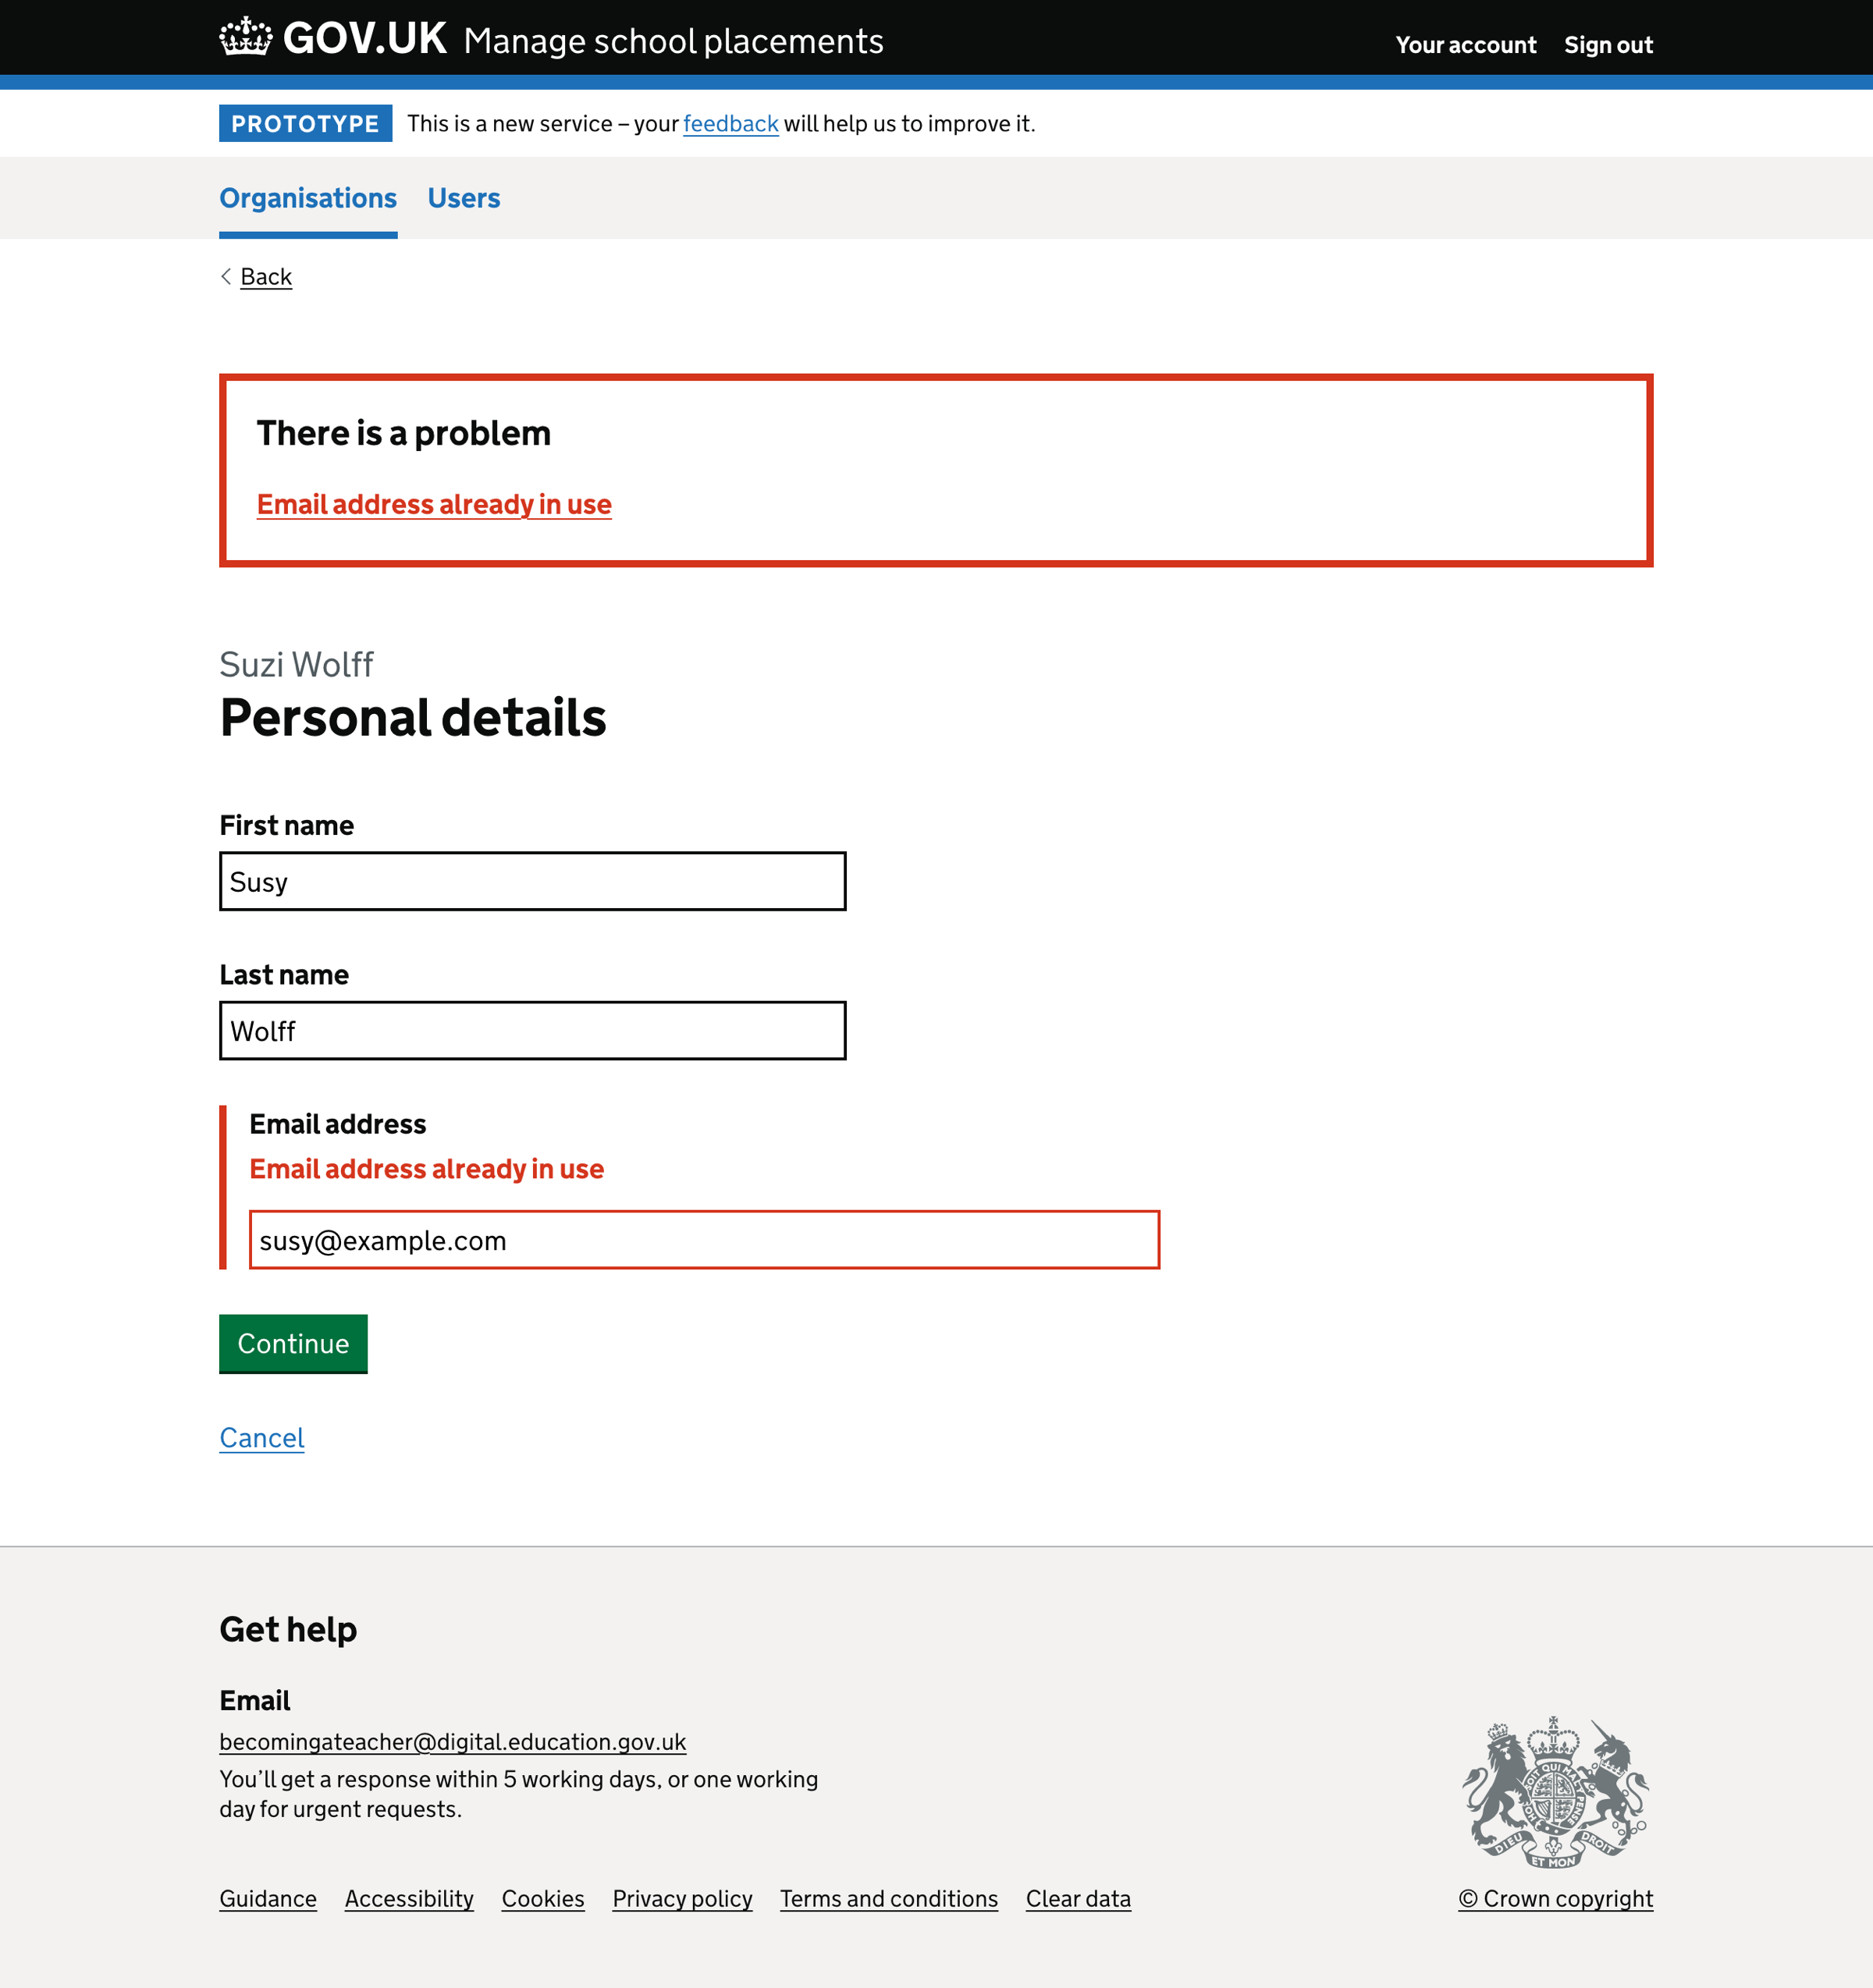 GOV.UK Manage school placements
Your account Sign out
PROTOTYPE This is a new service – your feedback will help us to improve it.
Organisations Users
Back
There is a problem
Email address already in use
Suzi Wolff
Personal details
First name
Susy
Last name
Wolff
Email address
Email address already in use
susy@example.com
Continue
Cancel
Get help
Email
becomingateacher@digital.education.gov.uk
You’ll get a response within 5 working days, or one working
day for urgent requests.
DIEU ET MON DROIT
Guidance Accessibility Cookies Privacy policy Terms and conditions Clear data
© Crown copyright